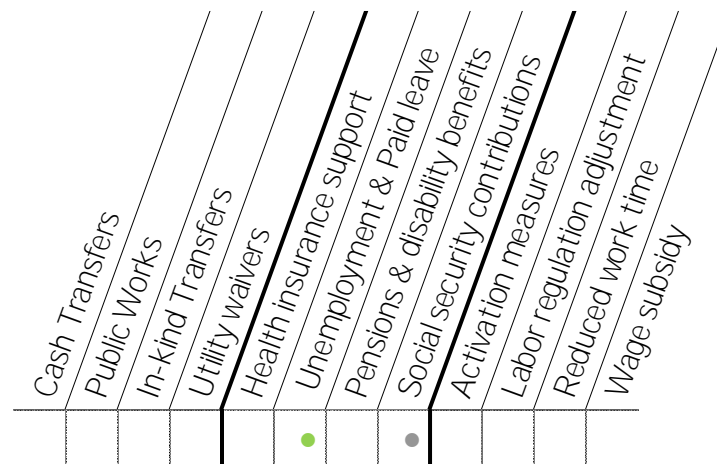 Cash Transfers
Public Works
In-Kind Transfers
Utility waivers
Health insurance support
Unemployment & Paid leave
Pensions & disability benefits
Social security contributions
Activation measures
Labor regulation adjustment
Reduced work time
Wage subsidy